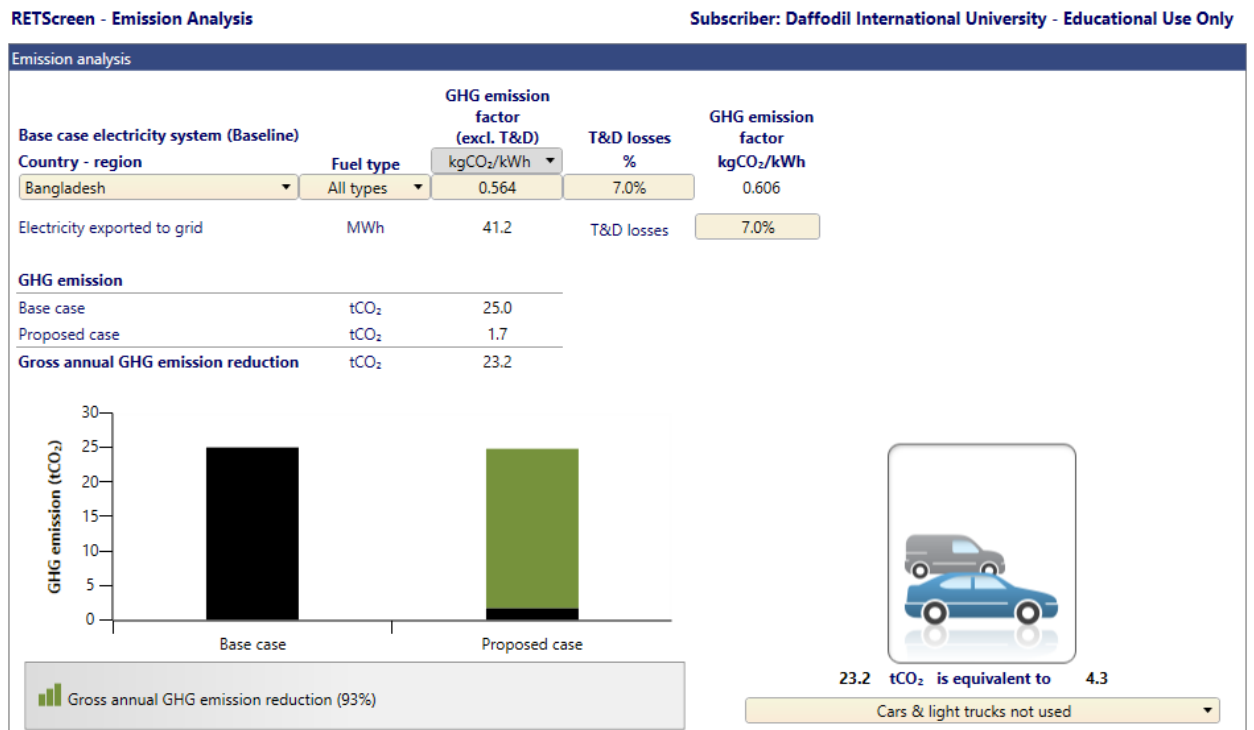 RETScreen - Emission Analysis
Subscriber: Daffodil International University - Educational Use Only
Emission analysis
GHG emission
factor
(excl. T&D)
T&D losses
GHG emission
factor
Base case electricity system (Baseline)
Country - region
Fuel type
kgCO₂/kWh
%
kgCO₂/kWh
Bangladesh
All types
0.564
7.0%
0.606
Electricity exported to grid
MWh
41.2
T&D losses
7.0%
GHG emission
Base case
tCO₂
25.0
Proposed case
tCO₂
1.7
Gross annual GHG emission reduction
tCO₂
23.2
GHG emission (tCO₂)
30
25
20
15
10
5
0
Base case
Proposed case
Gross annual GHG emission reduction (93%)
23.2 tCO₂ is equivalent to 4.3
Cars & light trucks not used